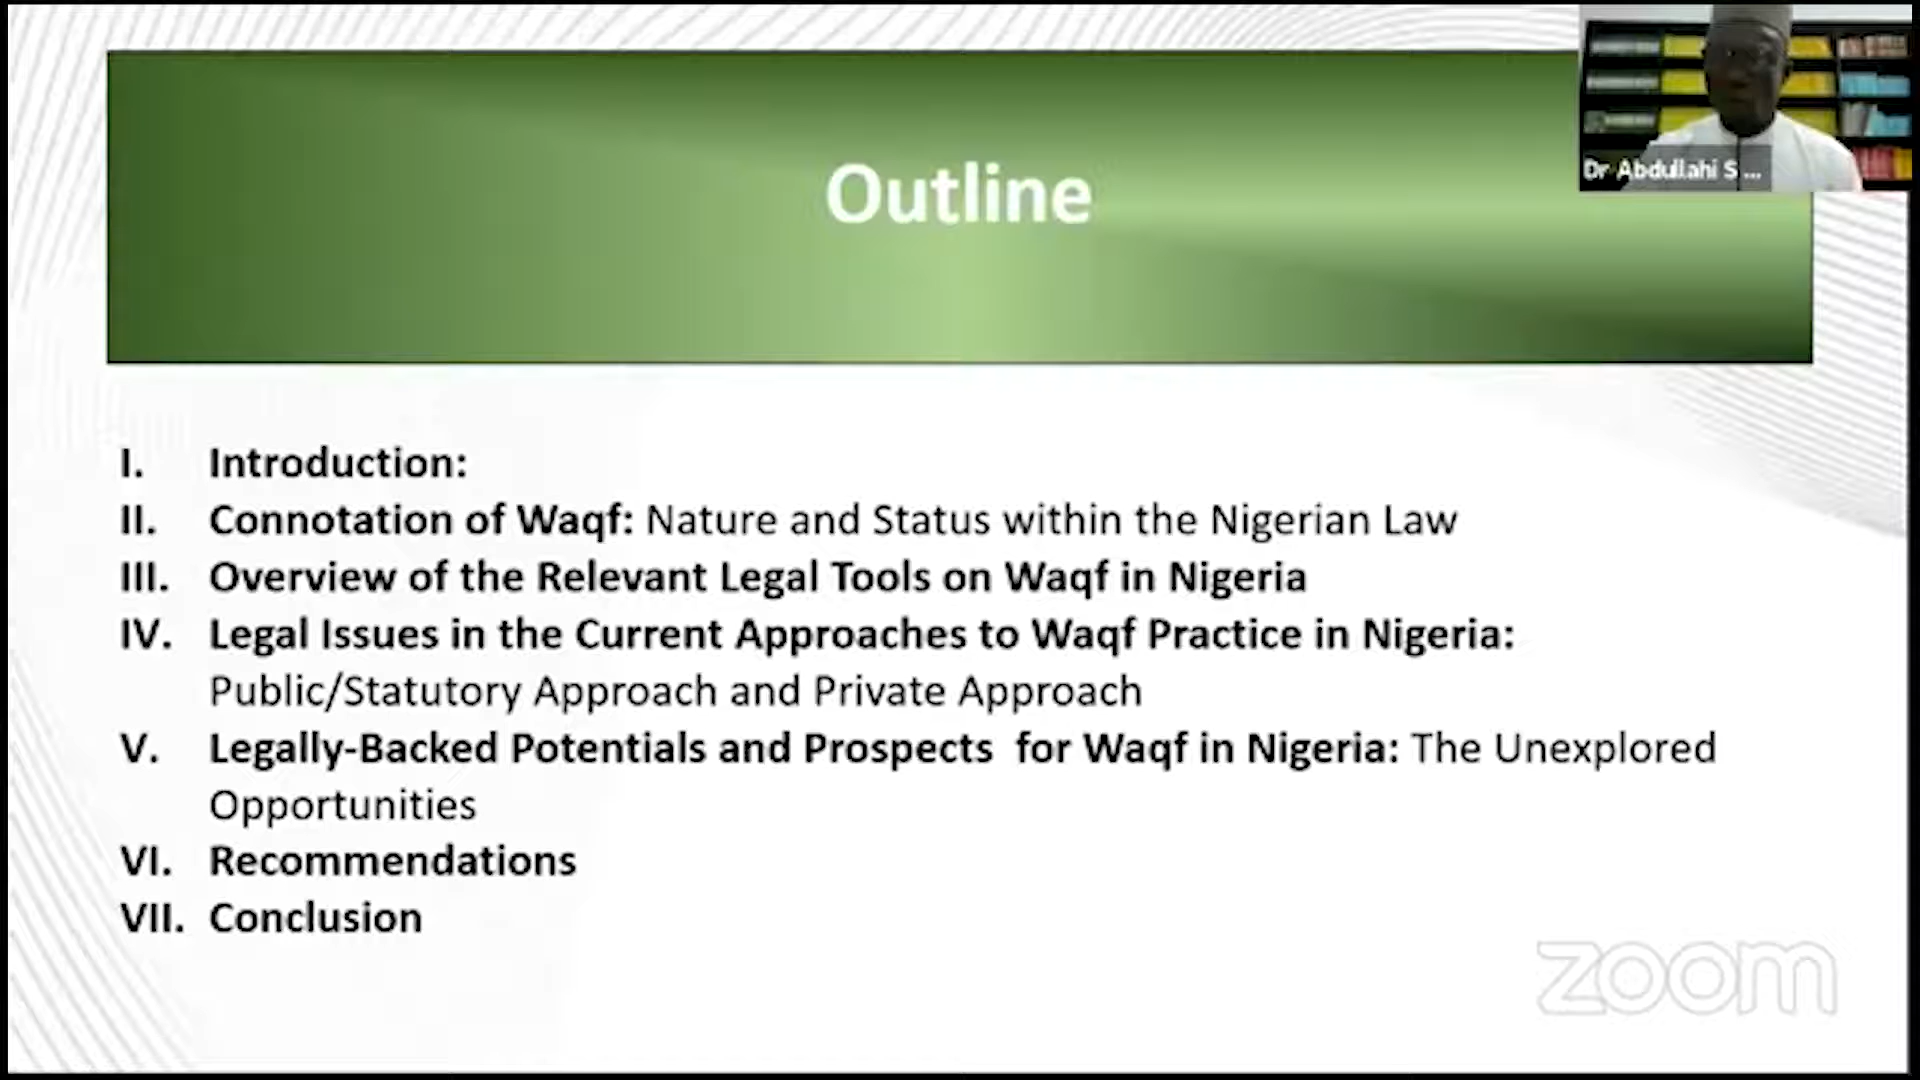 Outline
Dr Abdullahi S ...
I. Introduction:
II. Connotation of Waqf: Nature and Status within the Nigerian Law
III. Overview of the Relevant Legal Tools on Waqf in Nigeria
IV. Legal Issues in the Current Approaches to Waqf Practice in Nigeria:
Public/Statutory Approach and Private Approach
V. Legally-Backed Potentials and Prospects for Waqf in Nigeria: The Unexplored
Opportunities
VI. Recommendations
VII. Conclusion
zoom